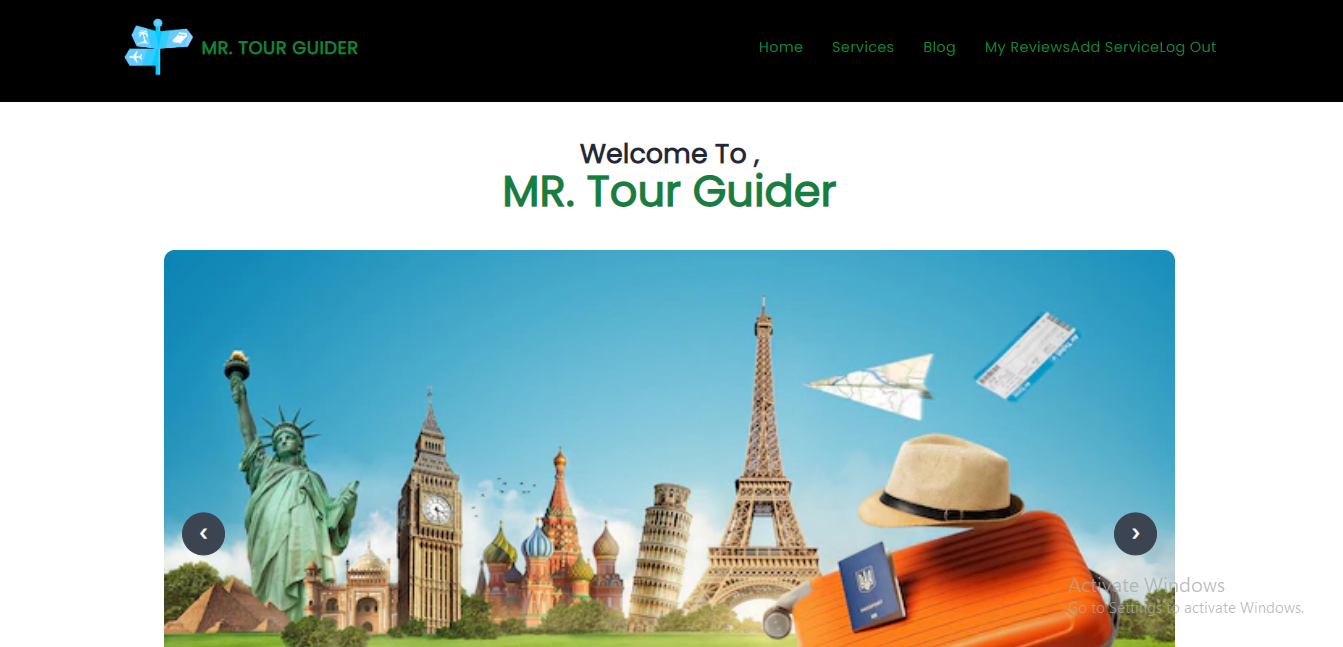 MR. TOUR GUIDER
Home Services Blog My ReviewsAdd ServiceLog Out
Welcome To ,
MR. Tour Guider
‹ ›
PASSPORT
Activate Windows
Go to Settings to activate Windows.